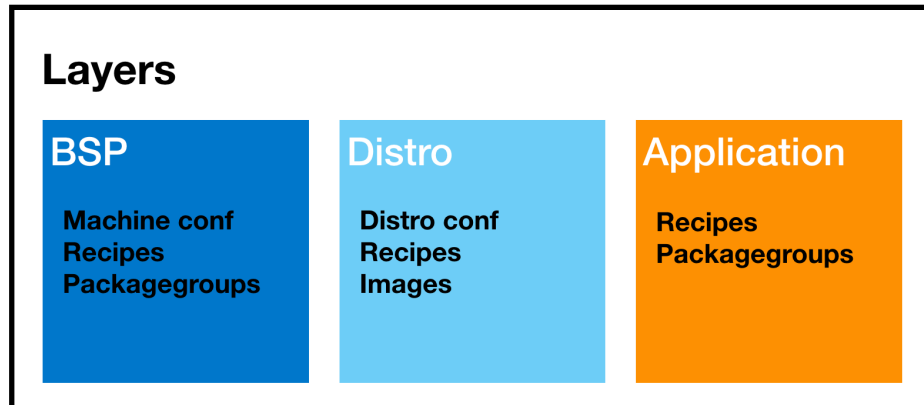 Layers
BSP
Machine conf
Recipes
Packagegroups
Distro
Distro conf
Recipes
Images
Application
Recipes
Packagegroups